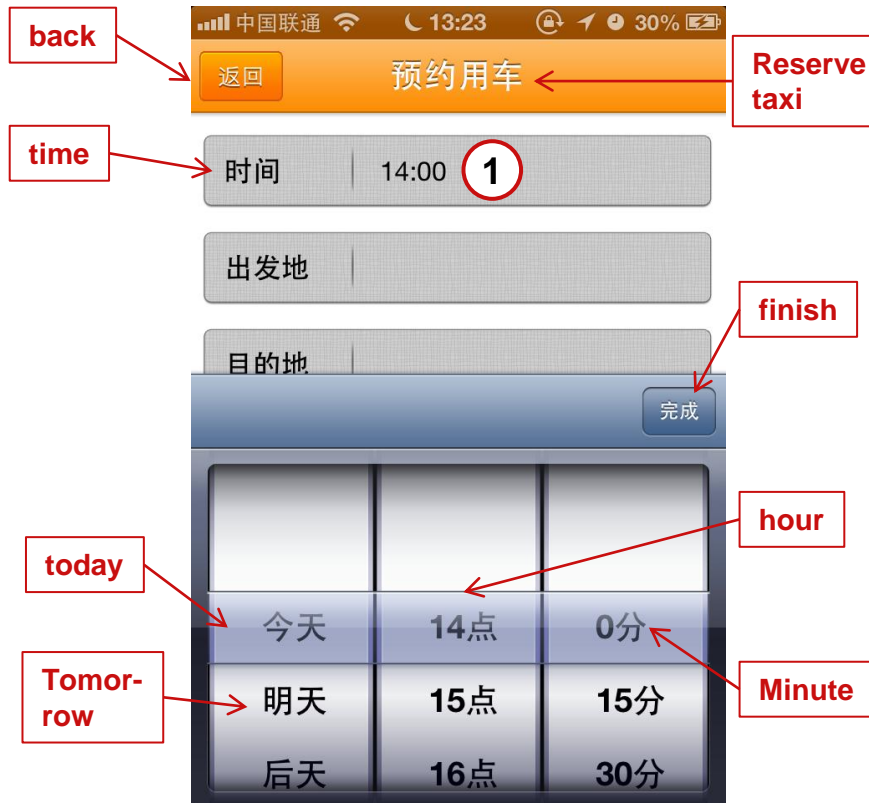 中国联通 13:23 30%
back
返回
预约用车
Reserve
taxi
time
时间 14:00 1
出发地
目的地
finish
完成
hour
today
今天 14点 0分
Tomor-
row
明天 15点 15分
Minute
后天 16点 30分